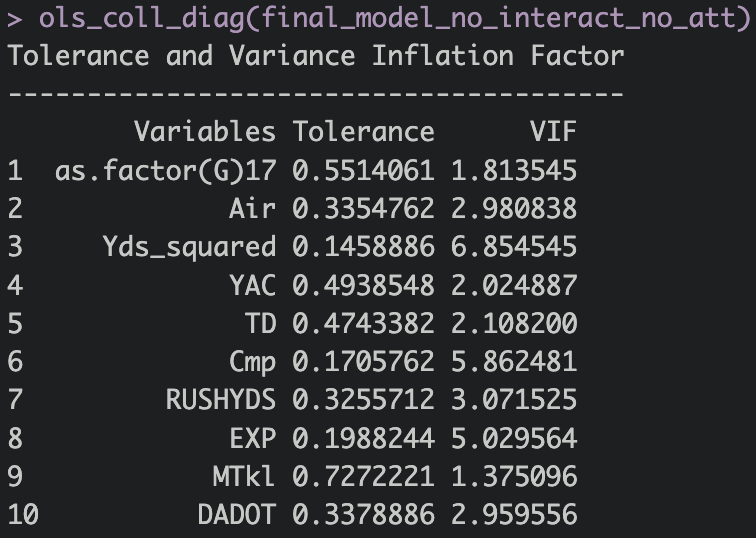 > ols_coll_diag(final_model_no_interact_no_att)
Tolerance and Variance Inflation Factor
---------------------------------------
Variables Tolerance VIF
1 as.factor(G)17 0.5514061 1.813545
2 Air 0.3354762 2.980838
3 Yds_squared 0.1458886 6.854545
4 YAC 0.4938548 2.024887
5 TD 0.4743382 2.108200
6 Cmp 0.1705762 5.862481
7 RUSHYDS 0.3255712 3.071525
8 EXP 0.1988244 5.029564
9 MTkl 0.7272221 1.375096
10 DADOT 0.3378886 2.959556